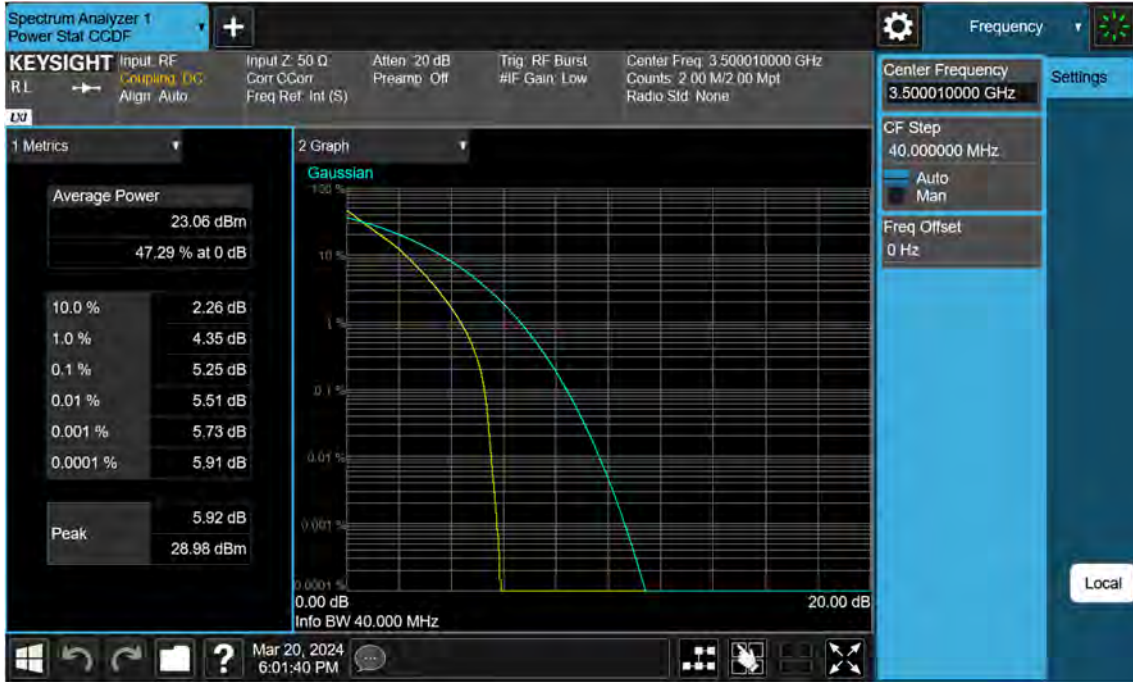 Spectrum Analyzer 1
Power Stat CCDF
Frequency
KEYSIGHT
Input: RF
Coupling: DC
Align: Auto
Input Z: 50 Ω
Corr CCorr
Freq Ref: Int (S)
Atten: 20 dB
Preamp: Off
Trig: RF Burst
#IF Gain: Low
Center Freq: 3.500010000 GHz
Counts: 2.00 M/2.00 Mpt
Radio Std: None
R L
LXI
Center Frequency
3.500010000 GHz
Settings
CF Step
40.000000 MHz
Auto
Man
Freq Offset
0 Hz
1 Metrics
Average Power
23.06 dBm
47.29 % at 0 dB
10.0 % 2.26 dB
1.0 % 4.35 dB
0.1 % 5.25 dB
0.01 % 5.51 dB
0.001 % 5.73 dB
0.0001 % 5.91 dB
Peak
5.92 dB
28.98 dBm
2 Graph
Gaussian
100 %
10 %
1 %
0.1 %
0.01 %
0.001 %
0.0001 %
0.00 dB 20.00 dB
Info BW 40.000 MHz
Local
Mar 20, 2024
6:01:40 PM